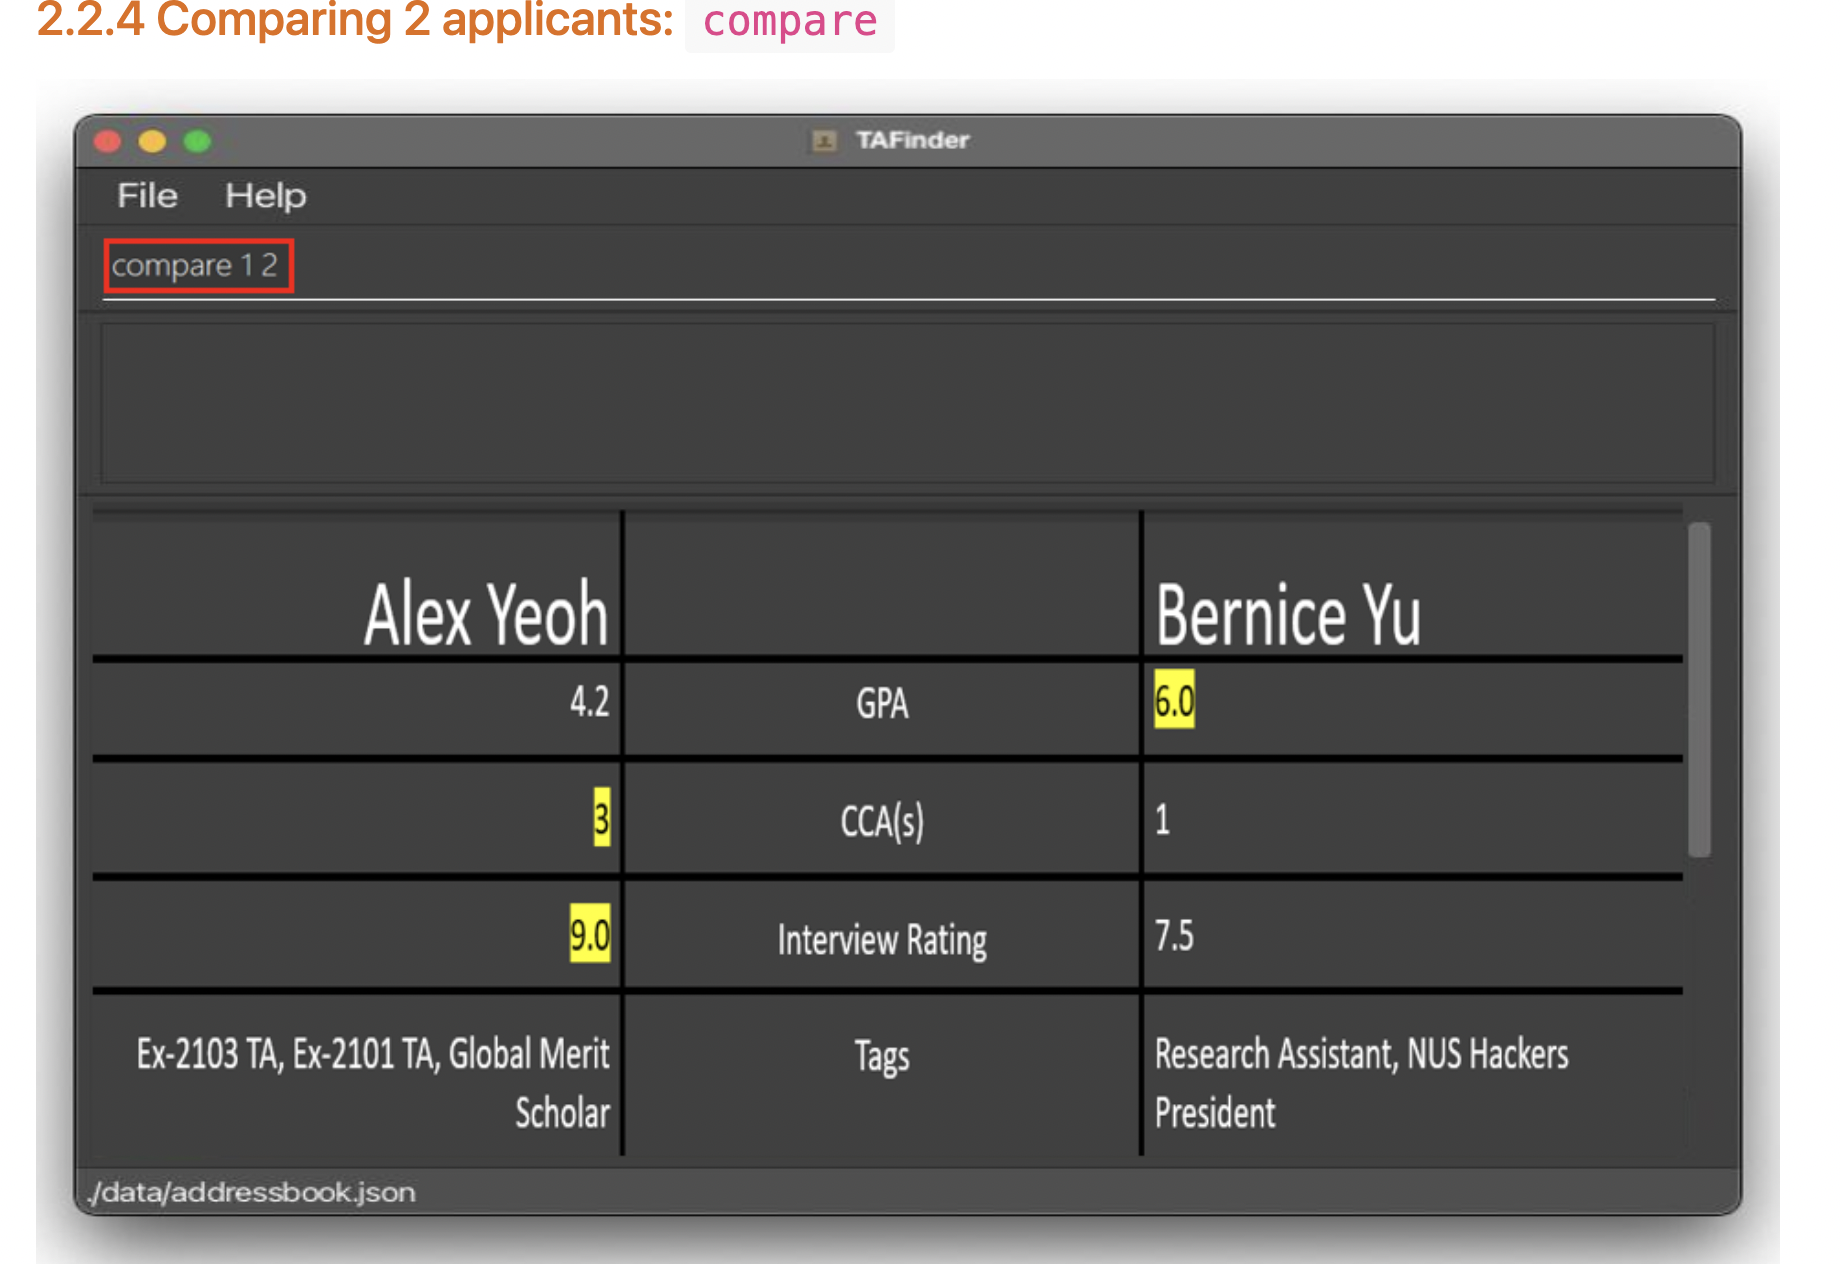 2.2.4 Comparing 2 applicants: compare
TAFinder
File Help
compare 1 2
Alex Yeoh Bernice Yu
4.2 GPA 6.0
3 CCA(s) 1
9.0 Interview Rating 7.5
Ex-2103 TA, Ex-2101 TA, Global Merit Tags Research Assistant, NUS Hackers
Scholar President
./data/addressbook.json